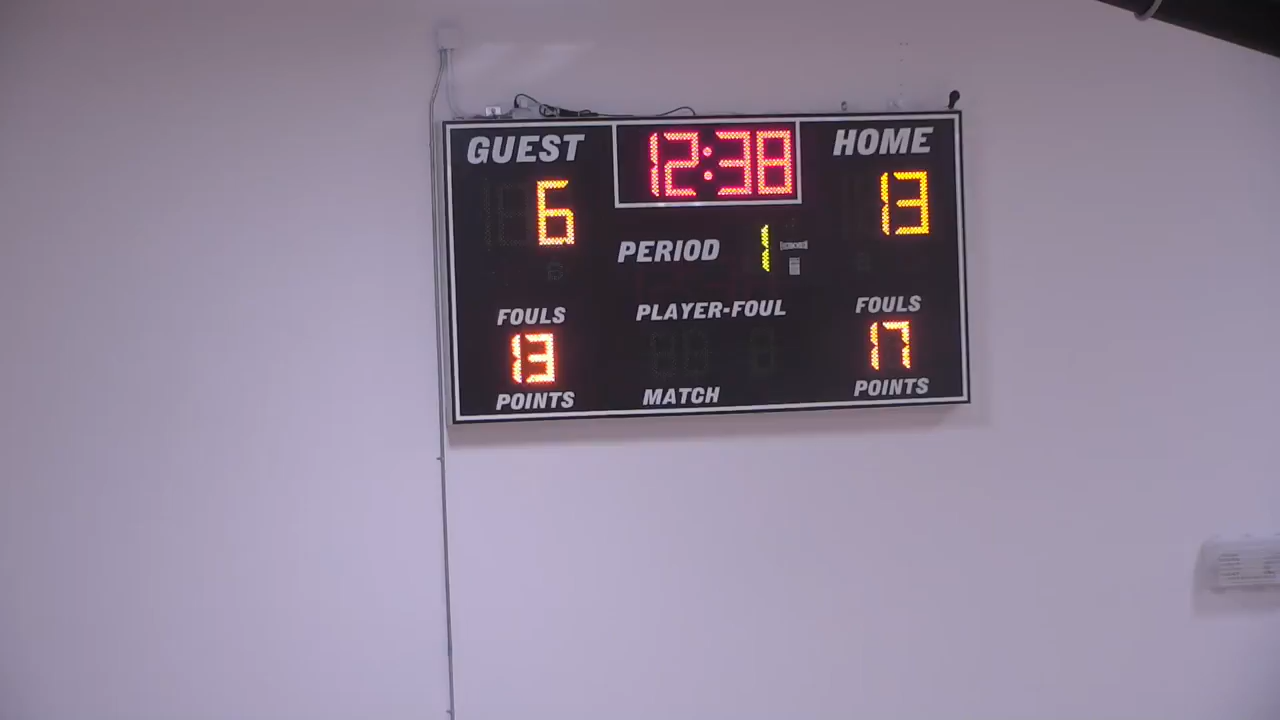 GUEST 12:38 HOME
6 13
PERIOD 1
FOULS PLAYER-FOUL FOULS
13 17
POINTS MATCH POINTS